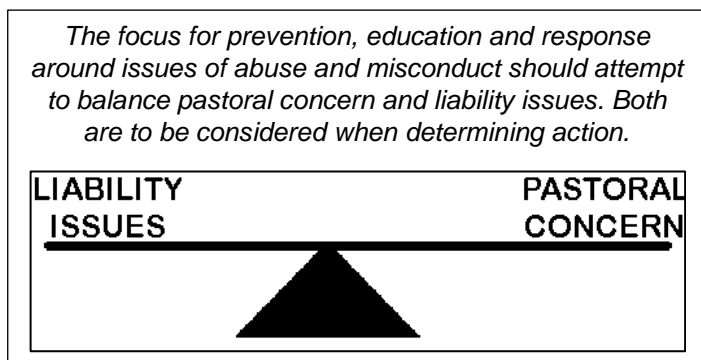 The focus for prevention, education and response
around issues of abuse and misconduct should attempt
to balance pastoral concern and liability issues. Both
are to be considered when determining action.
LIABILITY PASTORAL
ISSUES CONCERN